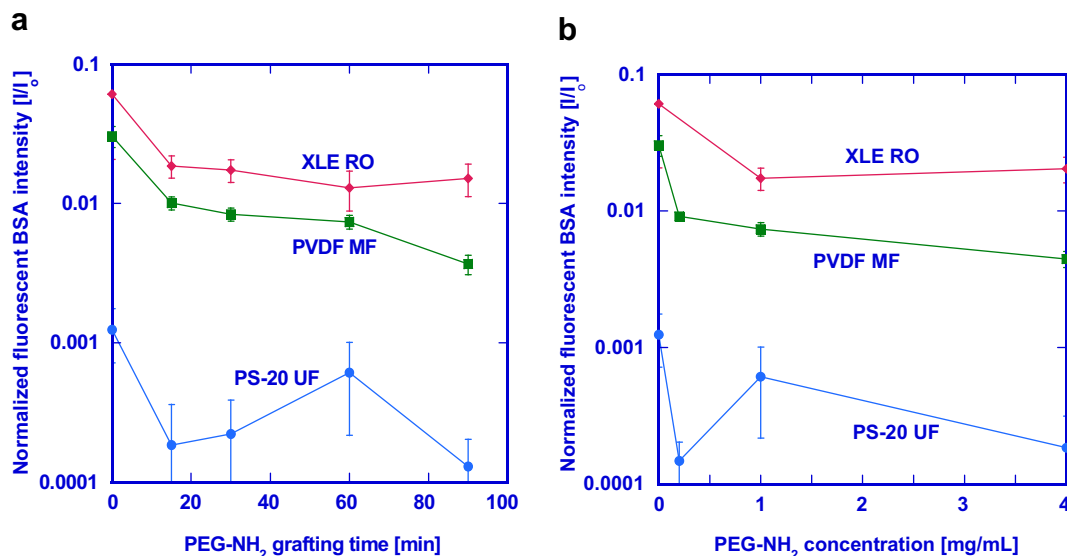 a
Normalized fluorescent BSA intensity [I/I₀]
0.1
0.01
0.001
0.0001
XLE RO
PVDF MF
PS-20 UF
0 20 40 60 80 100
PEG-NH₂ grafting time [min]
b
Normalized fluorescent BSA intensity [I/I₀]
0.1
0.01
0.001
0.0001
XLE RO
PVDF MF
PS-20 UF
0 1 2 3 4
PEG-NH₂ concentration [mg/mL]